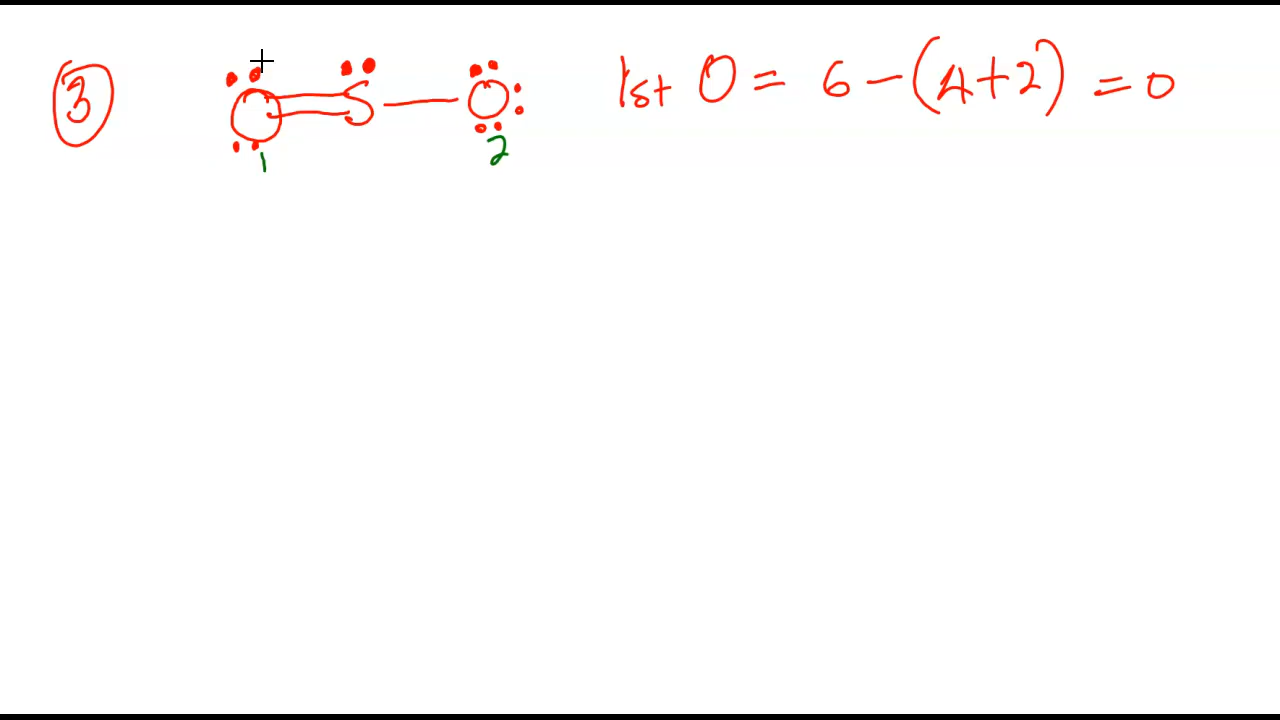 3 O=S—O 1st O = 6 - (4+2) = 0
1 2